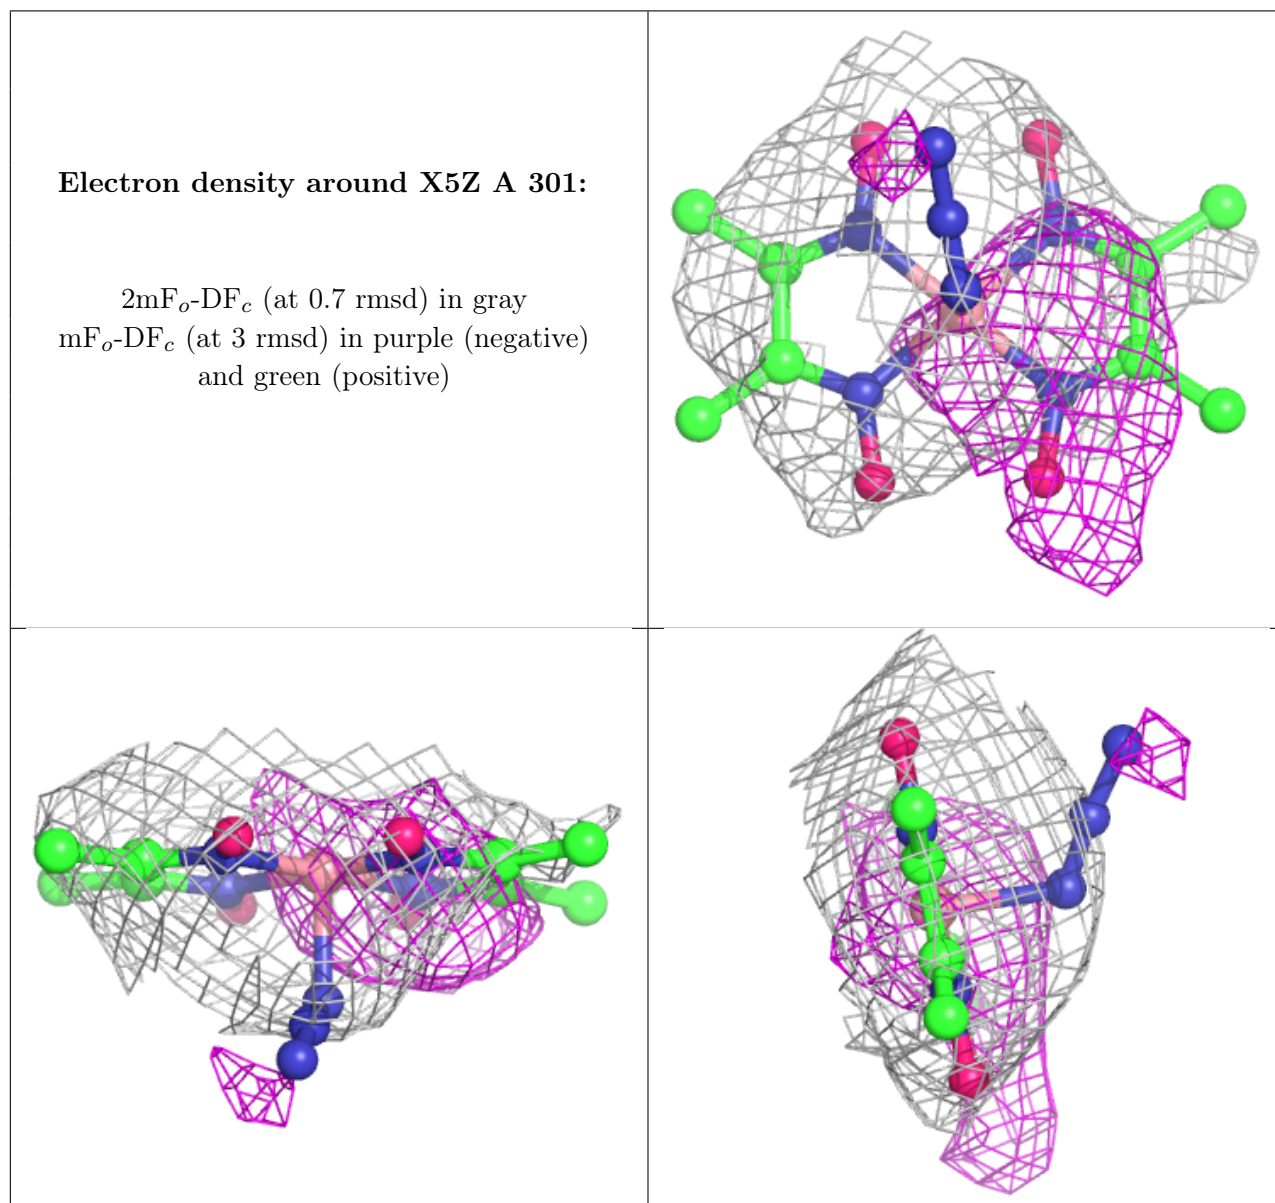 Electron density around X5Z A 301:
2mFo-DFc (at 0.7 rmsd) in gray
mFo-DFc (at 3 rmsd) in purple (negative)
and green (positive)